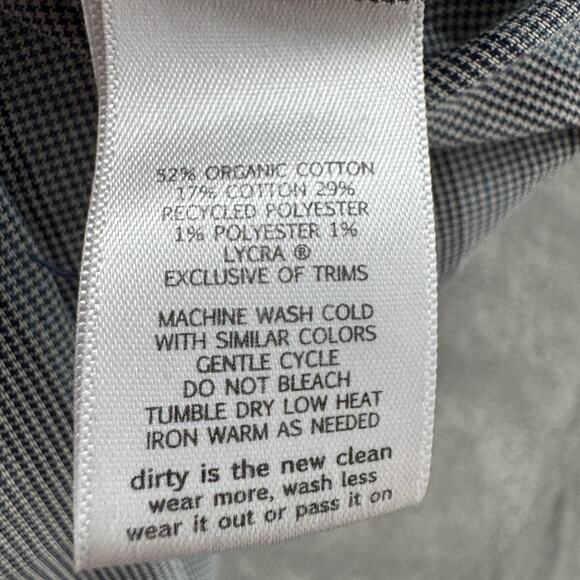 52% ORGANIC COTTON
17% COTTON 29%
RECYCLED POLYESTER
1% POLYESTER 1%
LYCRA ®
EXCLUSIVE OF TRIMS
MACHINE WASH COLD
WITH SIMILAR COLORS
GENTLE CYCLE
DO NOT BLEACH
TUMBLE DRY LOW HEAT
IRON WARM AS NEEDED
dirty is the new clean
wear more, wash less
wear it out or pass it on